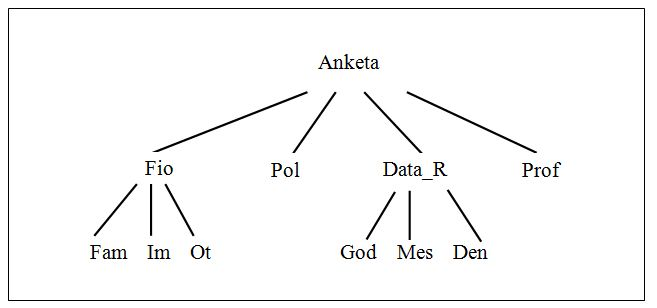 Anketa
Fio Pol Data_R Prof
Fam Im Ot God Mes Den